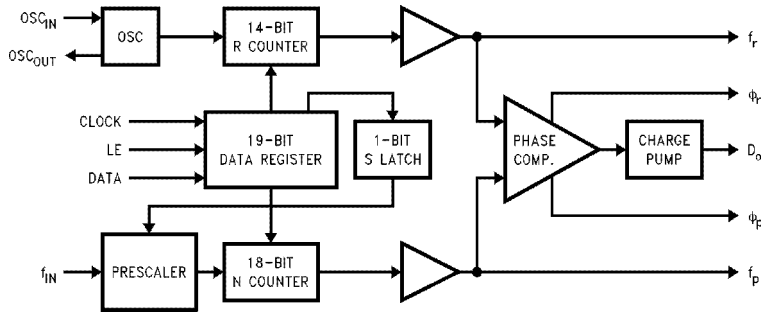 OSC_IN
OSC_OUT
OSC
14-BIT
R COUNTER
f_r
CLOCK
LE
DATA
19-BIT
DATA REGISTER
1-BIT
S LATCH
PHASE
COMP.
CHARGE
PUMP
ϕ_r
D_o
ϕ_p
f_IN
PRESCALER
18-BIT
N COUNTER
f_p